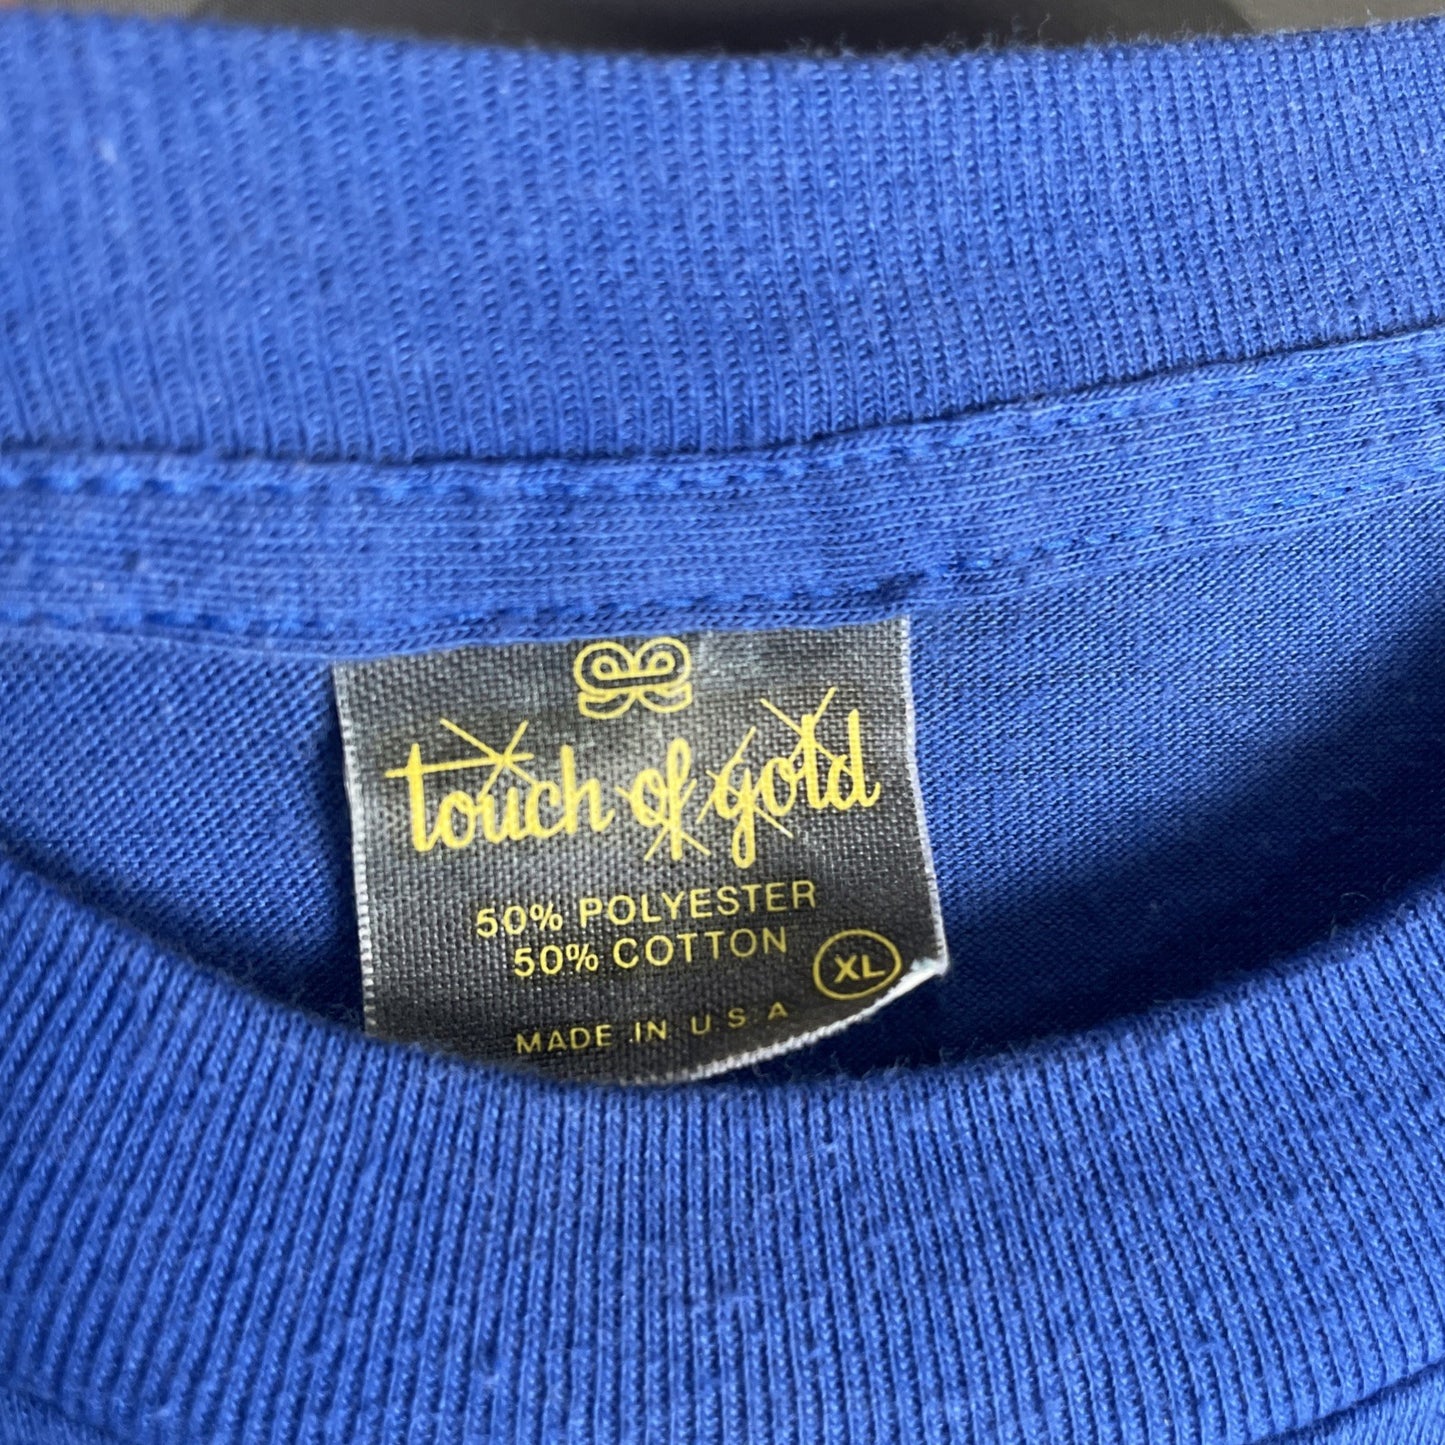 touch of gold
50% POLYESTER
50% COTTON
XL
MADE IN U.S.A